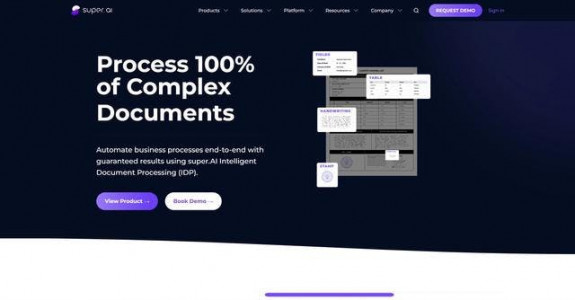 super.ai
Products
Solutions
Platform
Resources
Company
REQUEST DEMO
Sign in
Process 100%
of Complex
Documents
Automate business processes end-to-end with
guaranteed results using super.AI Intelligent
Document Processing (IDP).
View Product →
Book Demo →
FIELDS
TABLE
HANDWRITING
STAMP